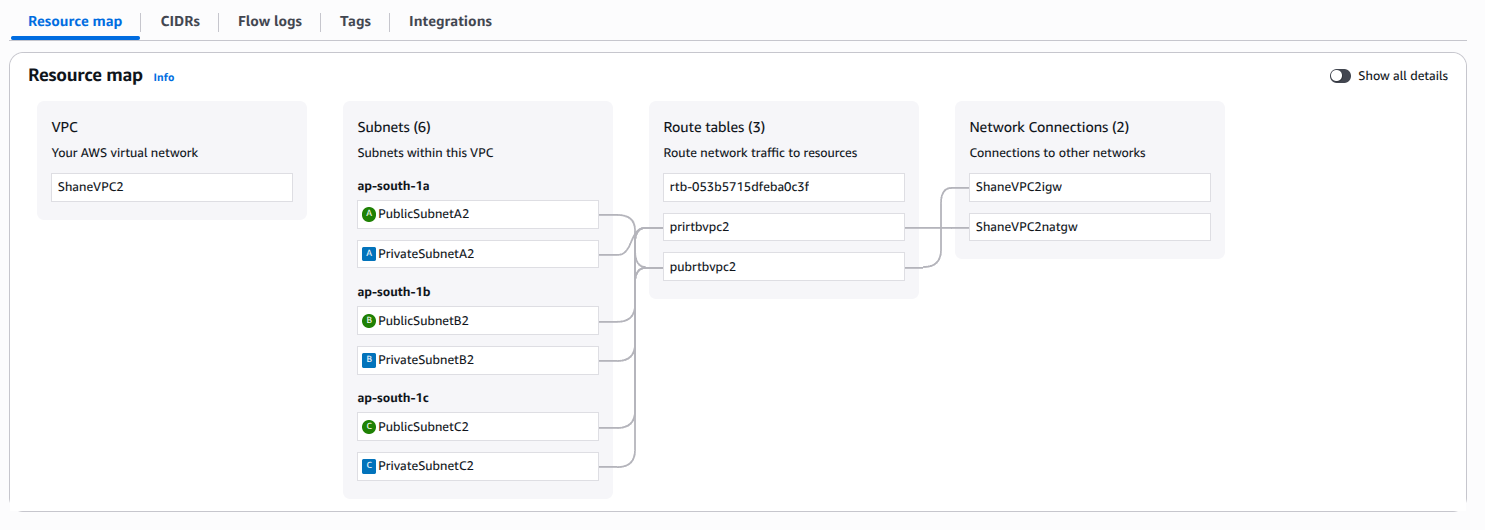 Resource map CIDRs Flow logs Tags Integrations
Resource map Info
Show all details
VPC
Your AWS virtual network
ShaneVPC2
Subnets (6)
Subnets within this VPC
ap-south-1a
A PublicSubnetA2
A PrivateSubnetA2
ap-south-1b
B PublicSubnetB2
B PrivateSubnetB2
ap-south-1c
C PublicSubnetC2
C PrivateSubnetC2
Route tables (3)
Route network traffic to resources
rtb-053b5715dfeba0c3f
prirtbvpc2
pubrtbvpc2
Network Connections (2)
Connections to other networks
ShaneVPC2igw
ShaneVPC2natgw